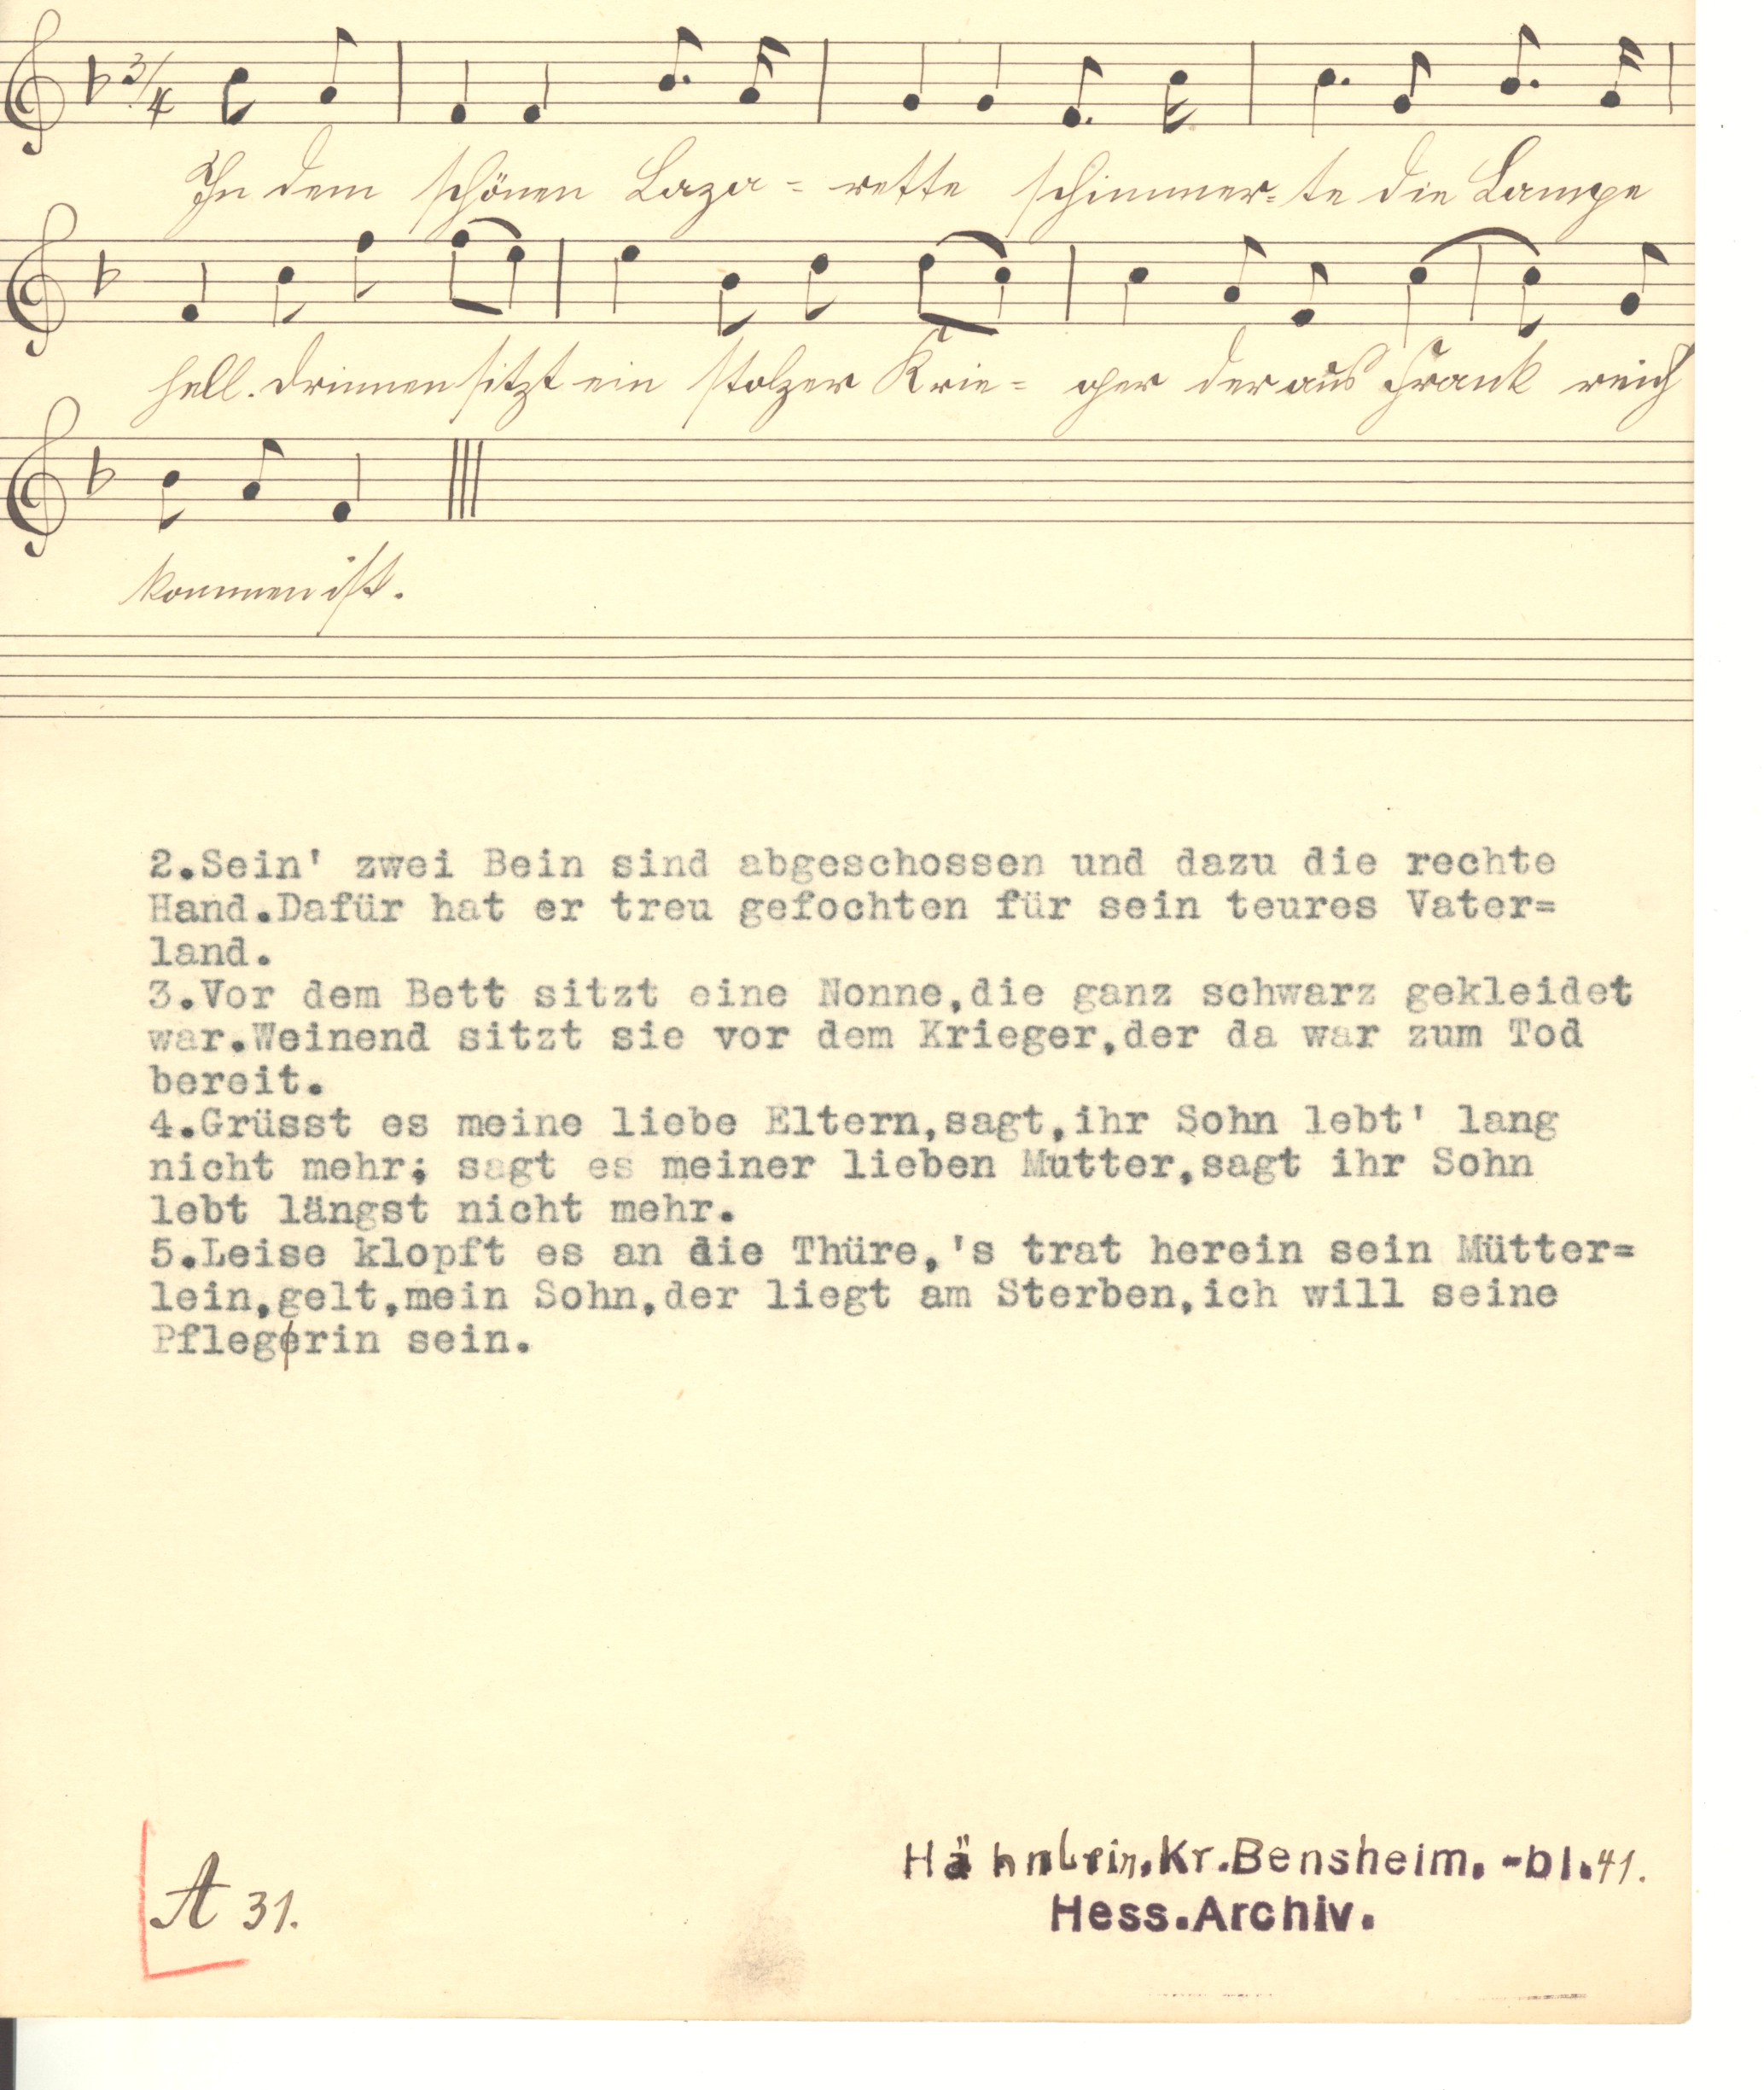 3/4
In dem schönen Laza = rette schimmer = te die Lampe
hell. drinnen sitzt ein stolzer Krie = ger der aus Frank reich
kommen ist.
2.Sein' zwei Bein sind abgeschossen und dazu die rechte
Hand.Dafür hat er treu gefochten für sein teures Vater=
land.
3.Vor dem Bett sitzt eine Nonne,die ganz schwarz gekleidet
war.Weinend sitzt sie vor dem Krieger,der da war zum Tod
bereit.
4.Grüsst es meine liebe Eltern,sagt,ihr Sohn lebt' lang
nicht mehr; sagt es meiner lieben Mutter,sagt ihr Sohn
lebt längst nicht mehr.
5.Leise klopft es an die Thüre,'s trat herein sein Mütter=
lein,gelt,mein Sohn,der liegt am Sterben,ich will seine
Pflegerin sein.
A 31.
Hähnlein.Kr.Bensheim.-bl.41.
Hess.Archiv.